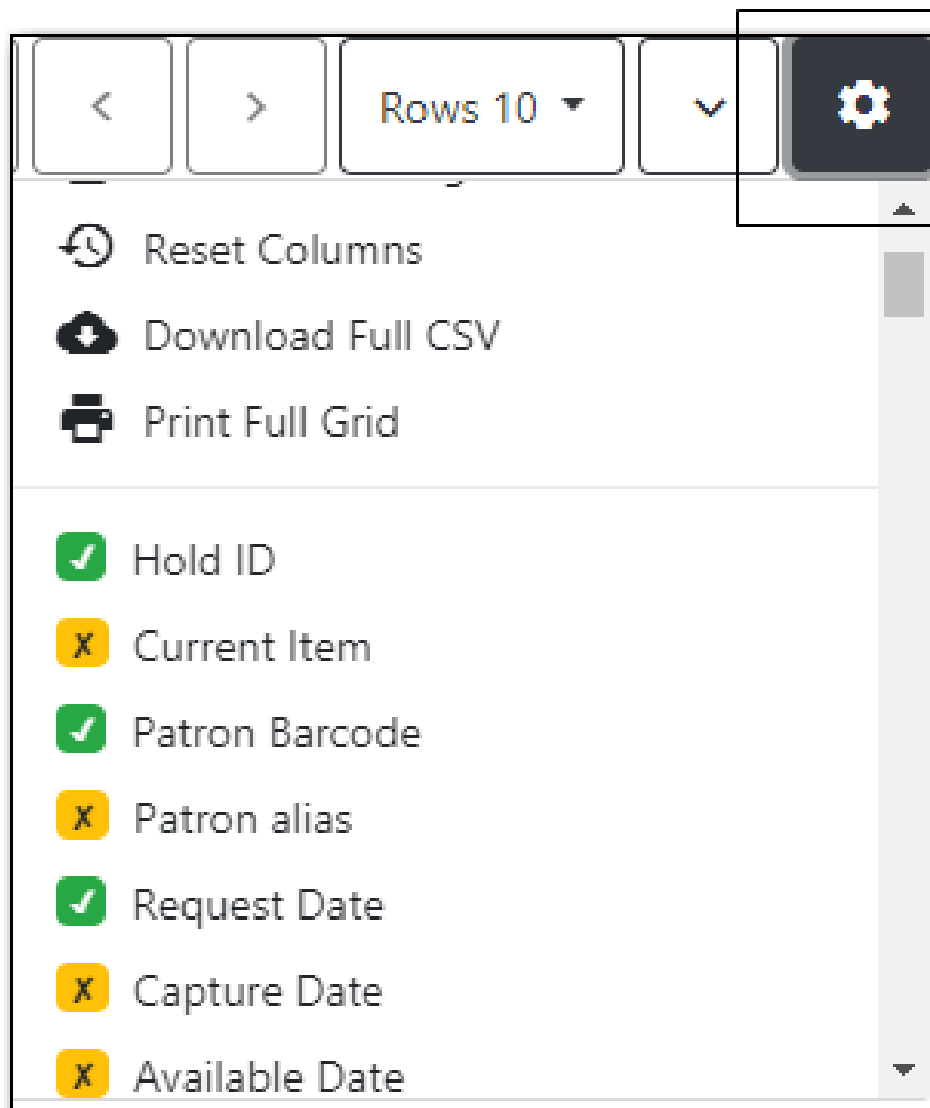 Rows 10
Reset Columns
Download Full CSV
Print Full Grid
Hold ID
Current Item
Patron Barcode
Patron alias
Request Date
Capture Date
Available Date